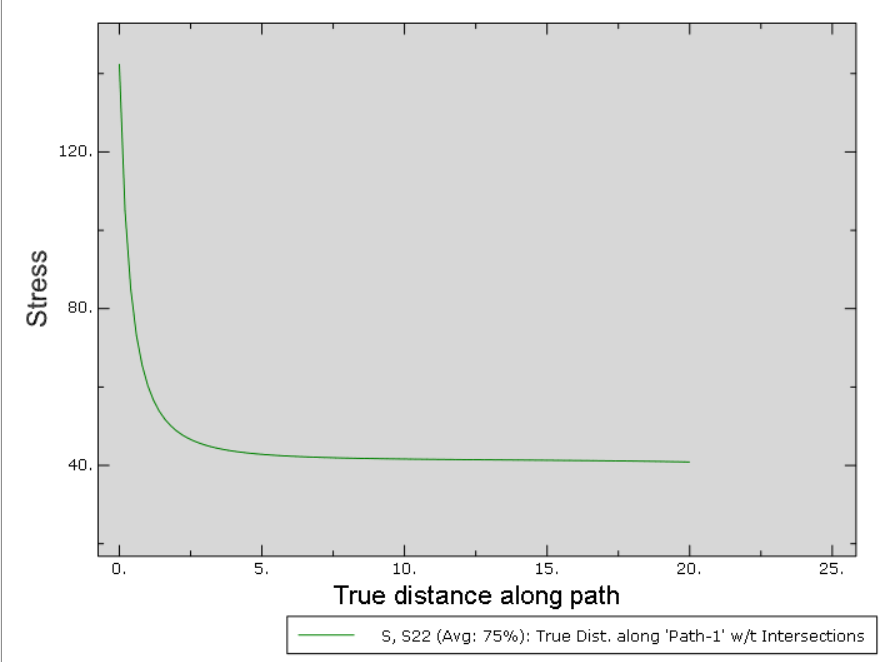 Stress
120.
80.
40.
0. 5. 10. 15. 20. 25.
True distance along path
S, S22 (Avg: 75%): True Dist. along 'Path-1' w/t Intersections